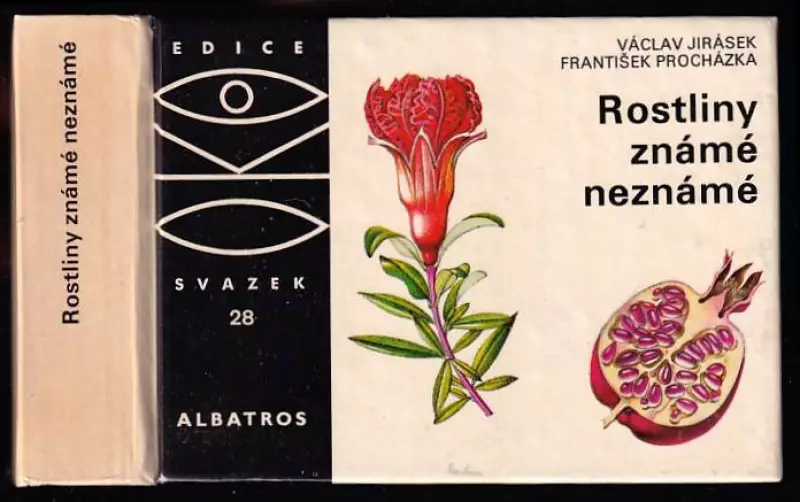 Rostliny známé neznámé
EDICE
SVAZEK
28
ALBATROS
VÁCLAV JIRÁSEK
FRANTIŠEK PROCHÁZKA
Rostliny
známé
neznámé